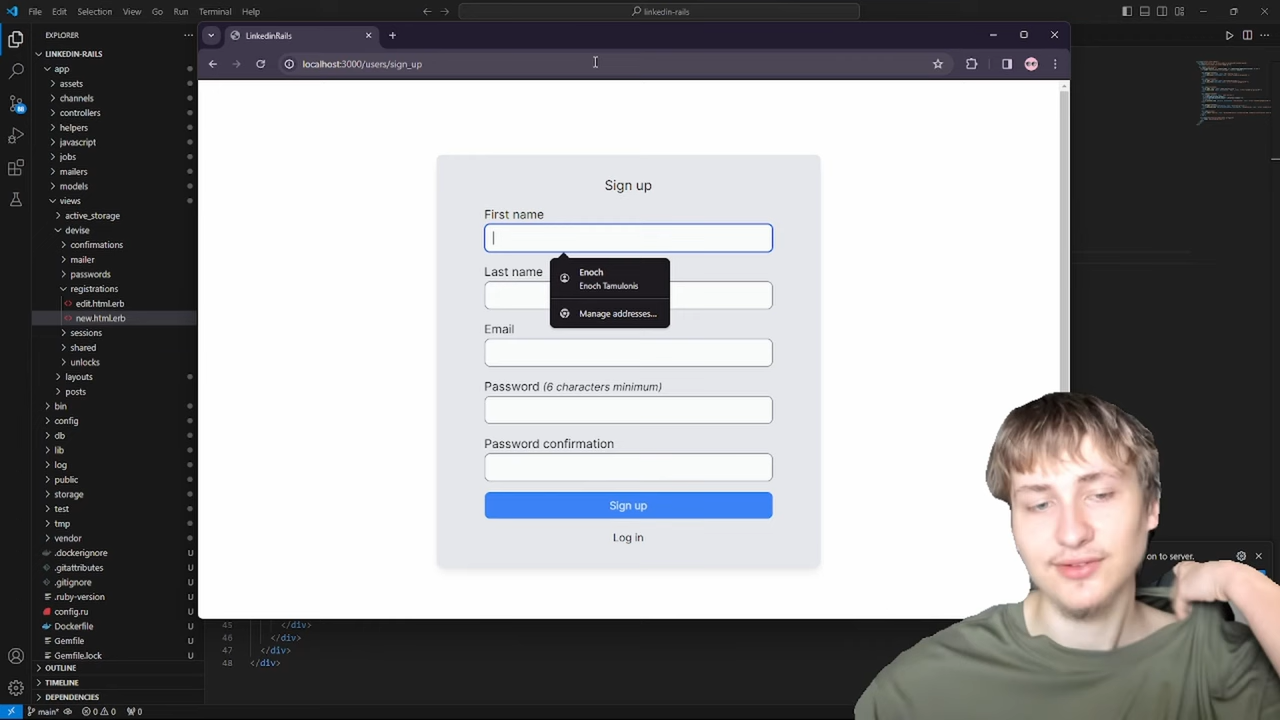 File Edit Selection View Go Run Terminal Help
linkedin-rails
EXPLORER
LINKEDIN-RAILS
app
assets
channels
controllers
helpers
javascript
jobs
mailers
models
views
active_storage
devise
confirmations
mailer
passwords
registrations
edit.html.erb
new.html.erb
sessions
shared
unlocks
layouts
posts
bin
config
db
lib
log
public
storage
test
tmp
vendor
.dockerignore U
.gitattributes U
.gitignore U
.ruby-version U
config.ru U
Dockerfile U
Gemfile U
Gemfile.lock U
OUTLINE
TIMELINE
DEPENDENCIES
main* 0 0 0
LinkedinRails
localhost:3000/users/sign_up
Sign up
First name
Enoch
Enoch Tamulonis
Manage addresses...
Last name
Email
Password (6 characters minimum)
Password confirmation
Sign up
Log in
on to server.
45 </div>
46 </div>
47 </div>
48 </div>